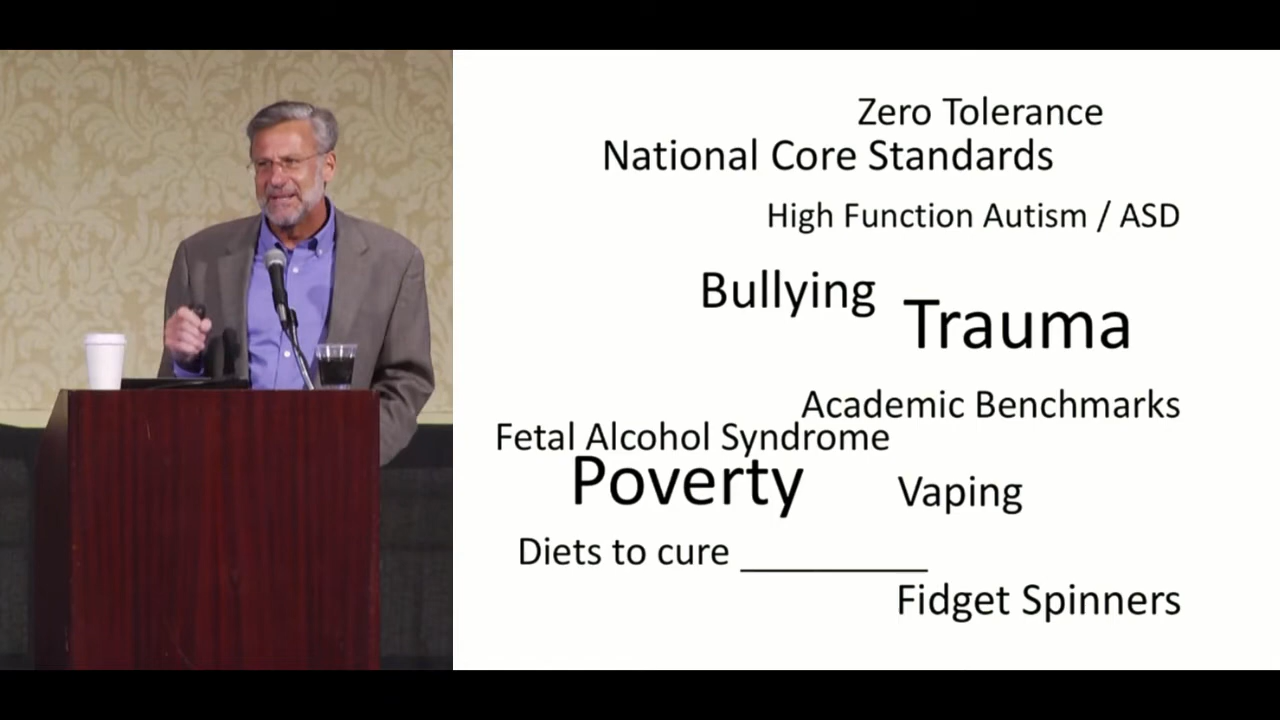 Zero Tolerance
National Core Standards
High Function Autism / ASD
Bullying
Trauma
Academic Benchmarks
Fetal Alcohol Syndrome
Poverty
Vaping
Diets to cure __________
Fidget Spinners